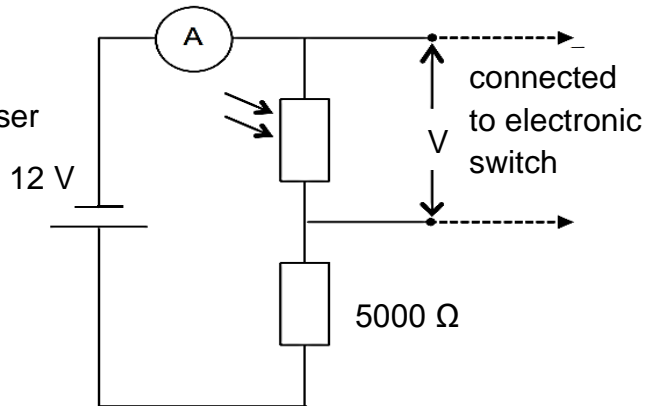 A
connected
to electronic
switch
ser
V
12 V
5000 Ω